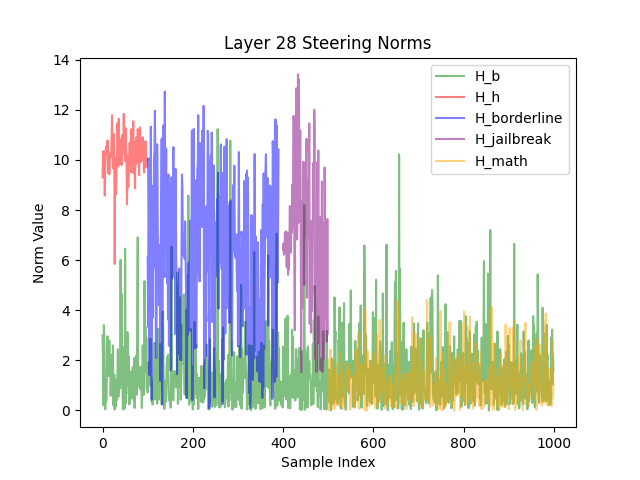 Layer 28 Steering Norms
14
12
10
8
6
4
2
0
Norm Value
H_b
H_h
H_borderline
H_jailbreak
H_math
0
200
400
600
800
1000
Sample Index